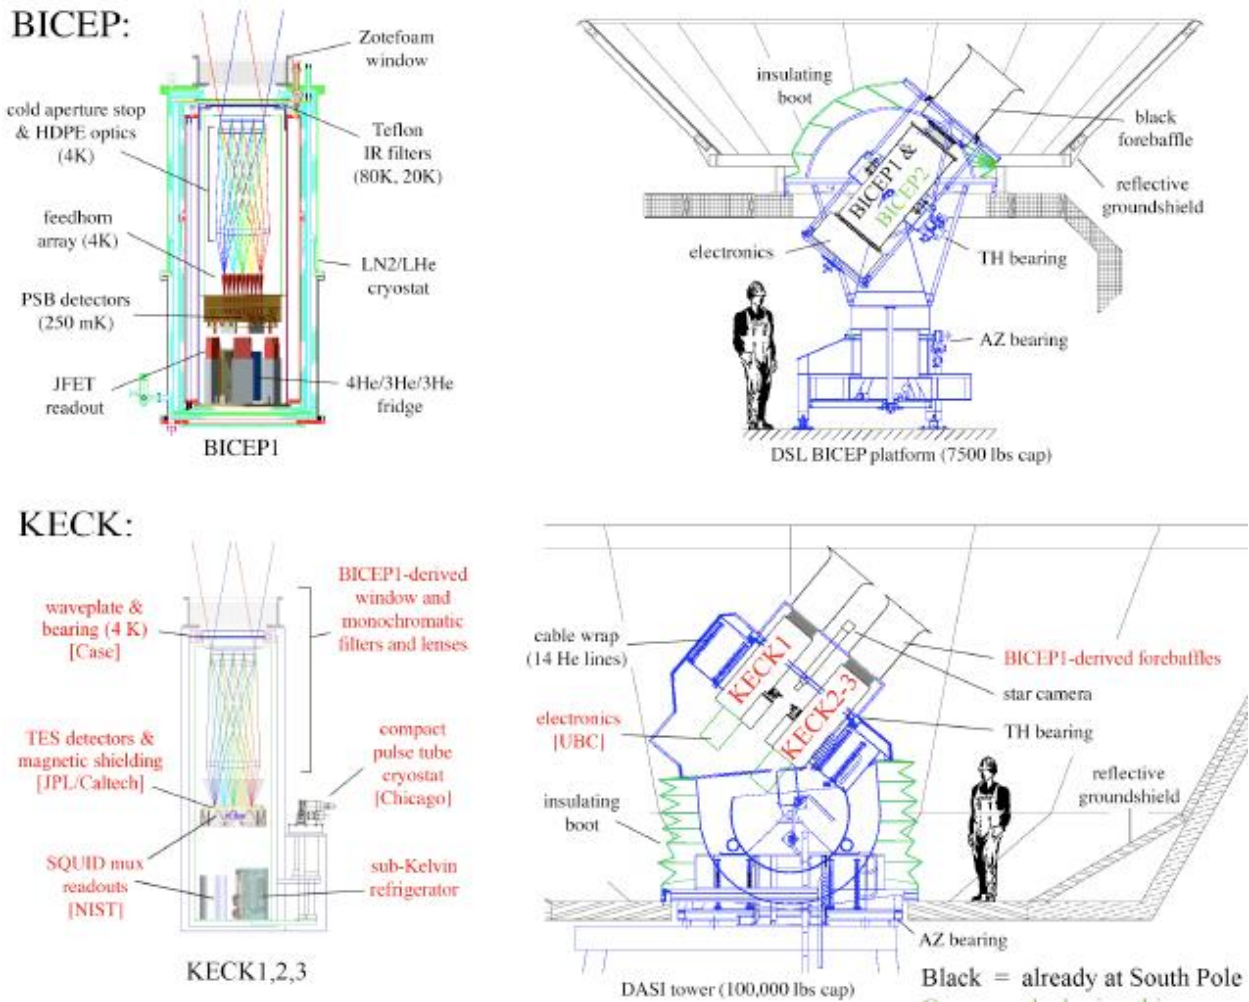 BICEP:
Zotefoam
window
cold aperture stop
& HDPE optics
(4K)
Teflon
IR filters
(80K, 20K)
feedhorn
array (4K)
LN2/LHe
cryostat
PSB detectors
(250 mK)
JFET
readout
4He/3He/3He
fridge
BICEP1
insulating
boot
black
forebaffle
BICEP1 &
BICEP2
reflective
groundshield
electronics
TH bearing
AZ bearing
DSL BICEP platform (7500 lbs cap)
KECK:
waveplate &
bearing (4 K)
[Case]
BICEP1-derived
window and
monochromatic
filters and lenses
TES detectors &
magnetic shielding
[JPL/Caltech]
compact
pulse tube
cryostat
[Chicago]
SQUID mux
readouts
[NIST]
sub-Kelvin
refrigerator
KECK1,2,3
cable wrap
(14 He lines)
KECK1
KECK2-3
BICEP1-derived forebaffles
star camera
electronics
[UBC]
TH bearing
reflective
groundshield
insulating
boot
AZ bearing
DASI tower (100,000 lbs cap)
Black = already at South Pole